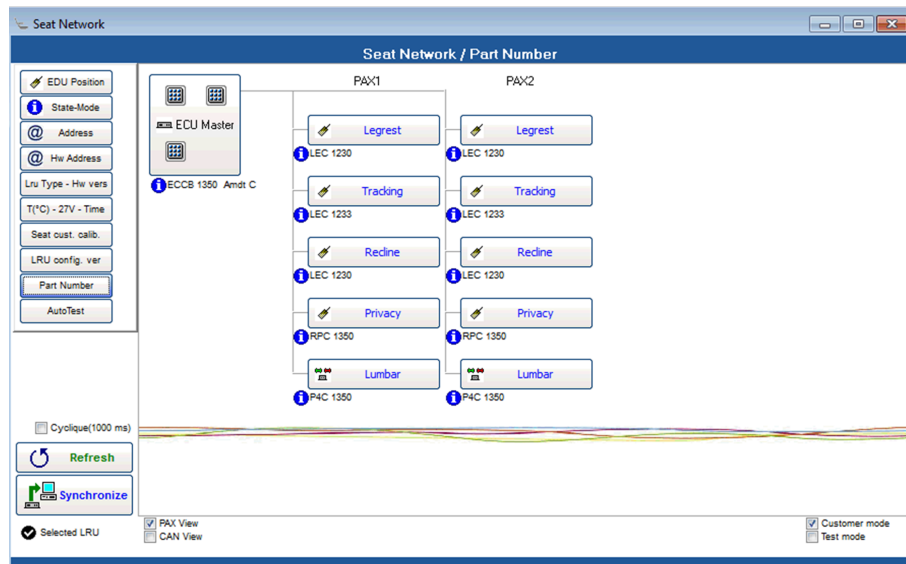 Seat Network
Seat Network / Part Number
EDU Position
State-Mode
Address
Hw Address
Lru Type - Hw vers
T(°C) - 27V - Time
Seat cust. calib.
LRU config. ver
Part Number
AutoTest
ECU Master
ECCB 1350 Amdt C
PAX1 PAX2
Legrest Legrest
LEC 1230 LEC 1230
Tracking Tracking
LEC 1233 LEC 1233
Recline Recline
LEC 1230 LEC 1230
Privacy Privacy
RPC 1350 RPC 1350
Lumbar Lumbar
P4C 1350 P4C 1350
Cyclique(1000 ms)
Refresh
Synchronize
Selected LRU
PAX View
CAN View
Customer mode
Test mode